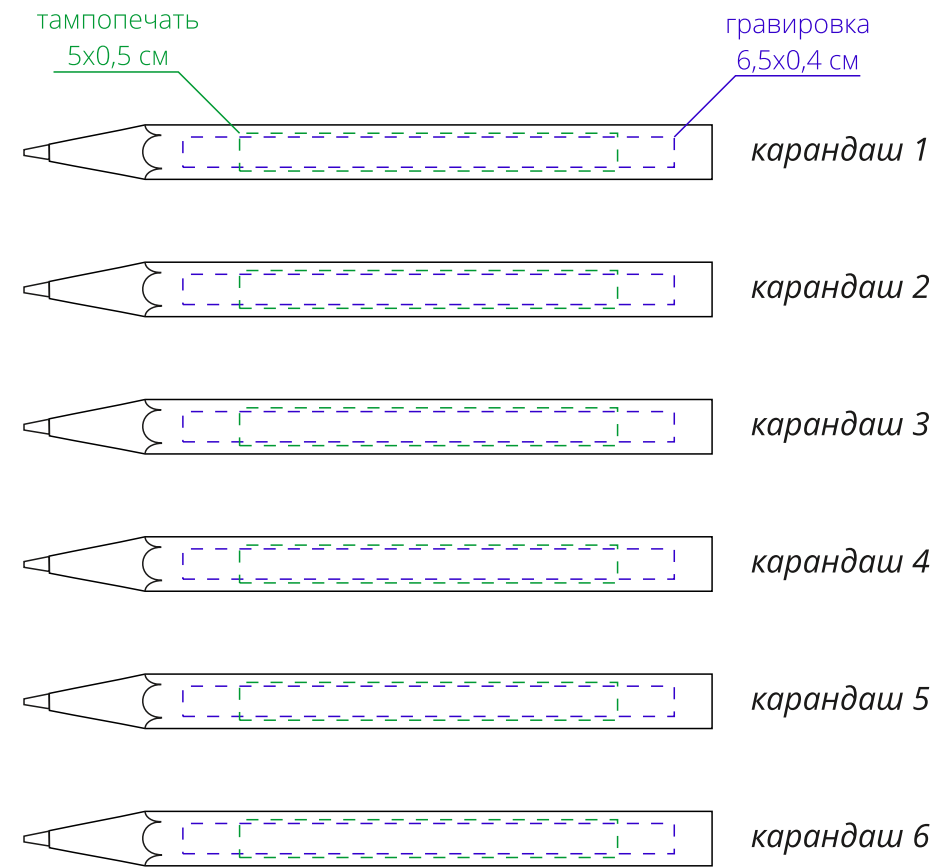 тампопечать
5х0,5 см
гравировка
6,5х0,4 см
карандаш 1
карандаш 2
карандаш 3
карандаш 4
карандаш 5
карандаш 6